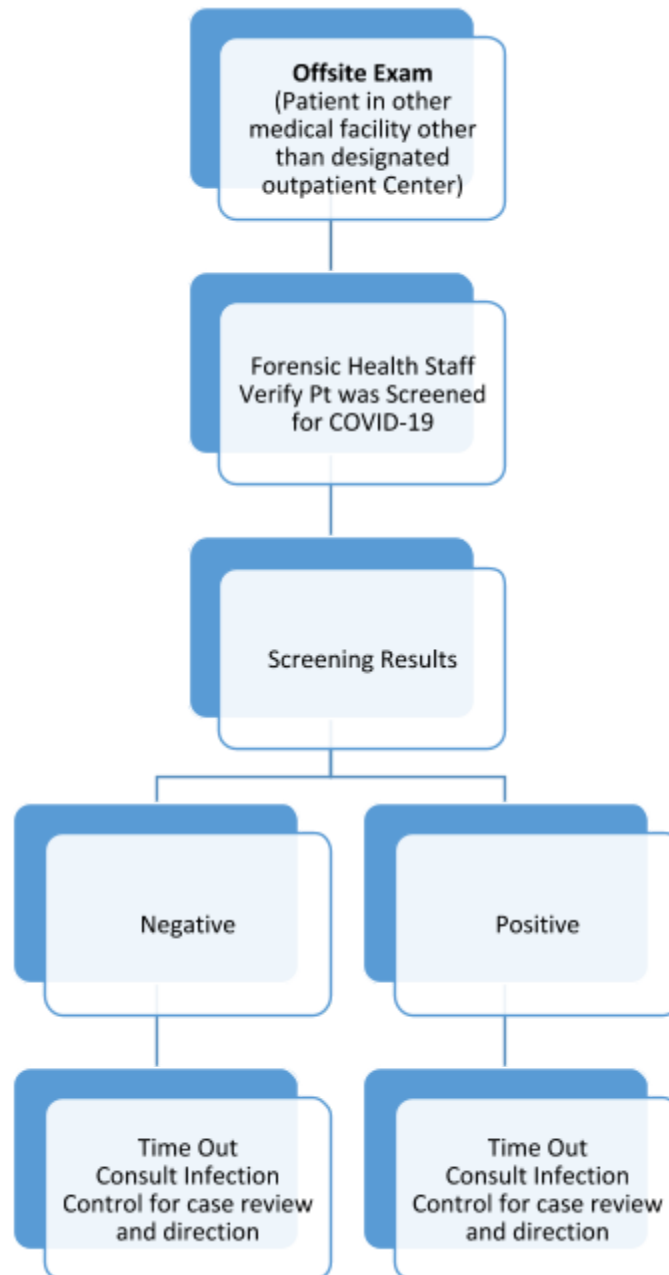 Offsite Exam
(Patient in other
medical facility other
than designated
outpatient Center)
Forensic Health Staff
Verify Pt was Screened
for COVID-19
Screening Results
Negative
Positive
Time Out
Consult Infection
Control for case review
and direction
Time Out
Consult Infection
Control for case review
and direction